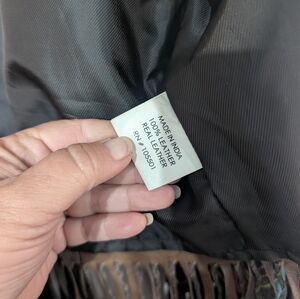 MADE IN INDIA
100% LEATHER
REAL LEATHER
RN # 105501